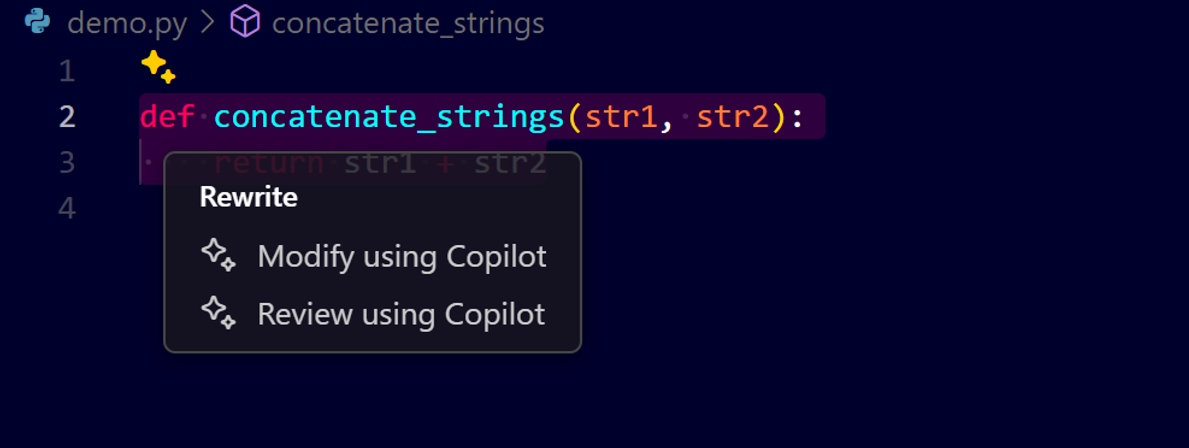 demo.py > concatenate_strings
1
2 def concatenate_strings(str1, str2):
3 return str1 + str2
Rewrite
4
Modify using Copilot
Review using Copilot